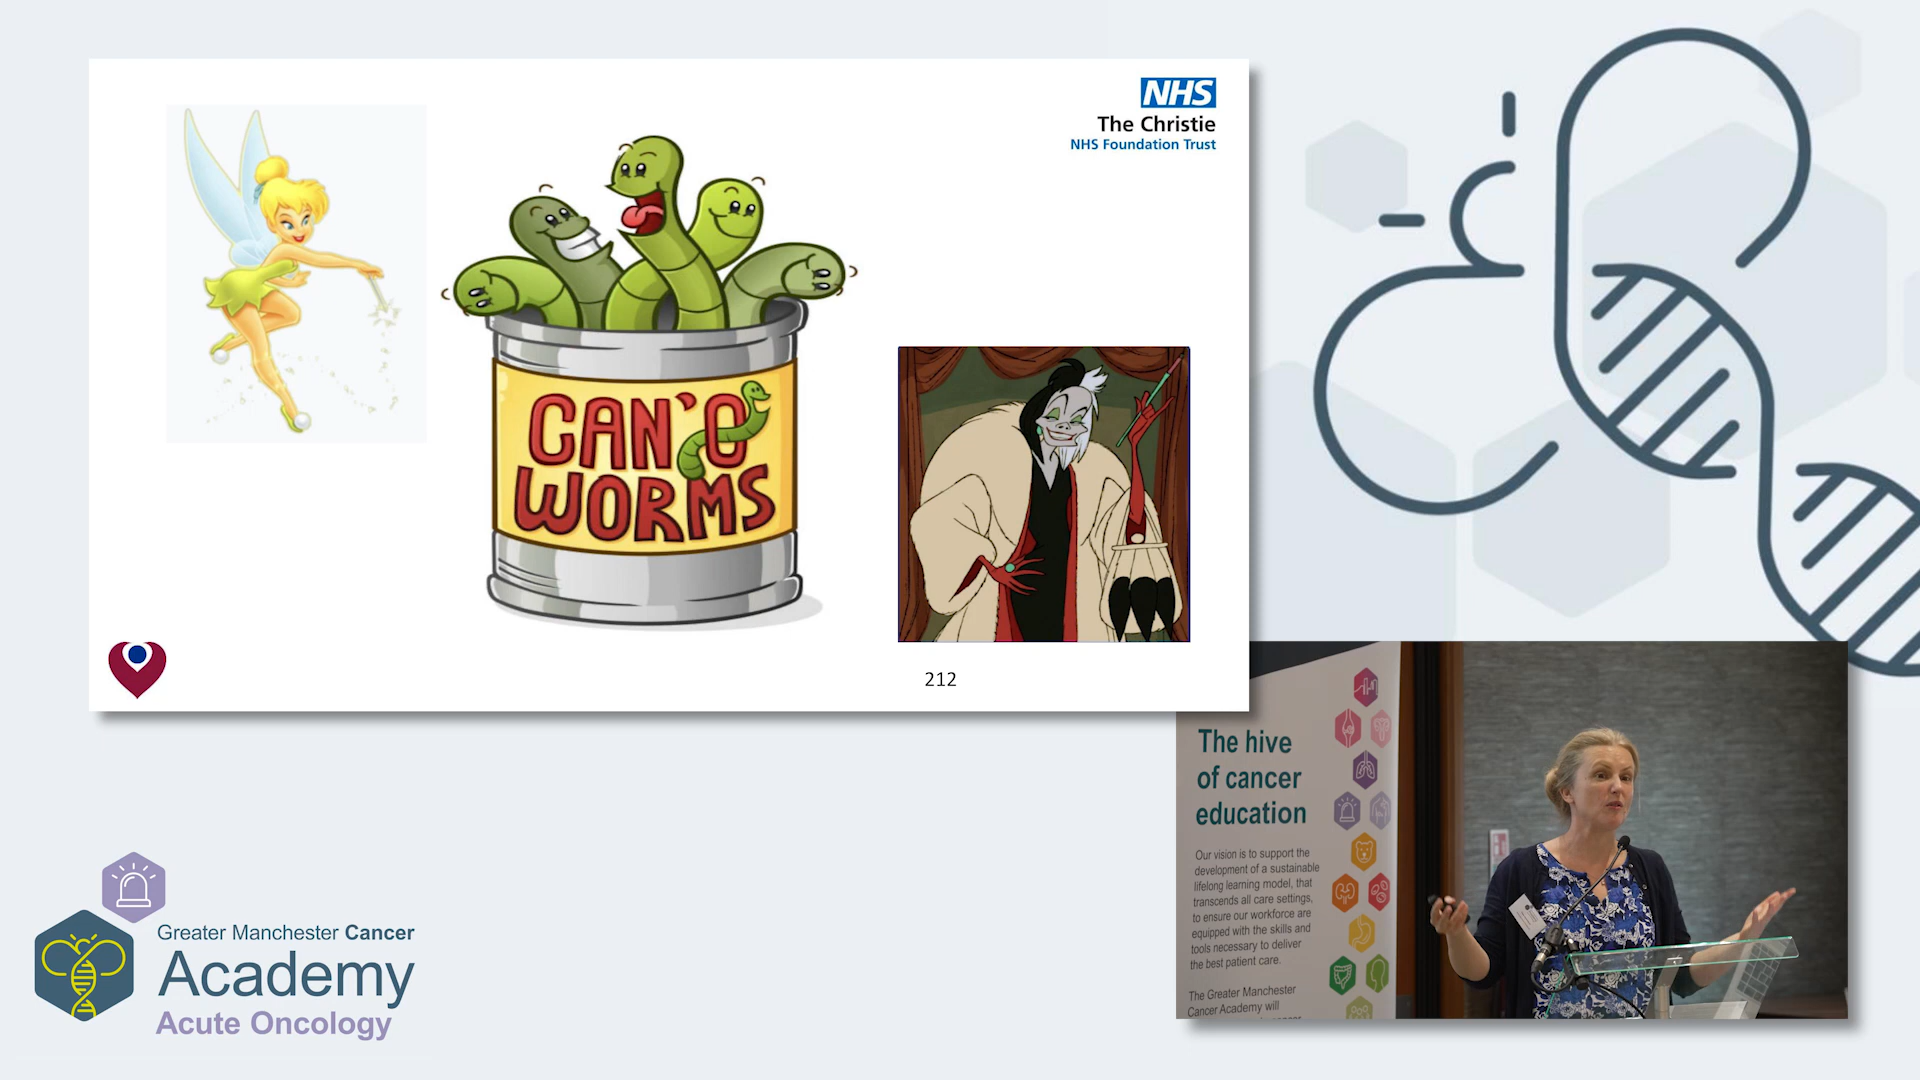 NHS
The Christie
NHS Foundation Trust
CAN'O
WORMS
212
The hive
of cancer
education
Our vision is to support the
development of a sustainable
lifelong learning model, that
transcends all care settings,
to ensure our workforce are
equipped with the skills and
tools necessary to deliver
the best patient care.
The Greater Manchester
Cancer Academy will
Greater Manchester Cancer
Academy
Acute Oncology